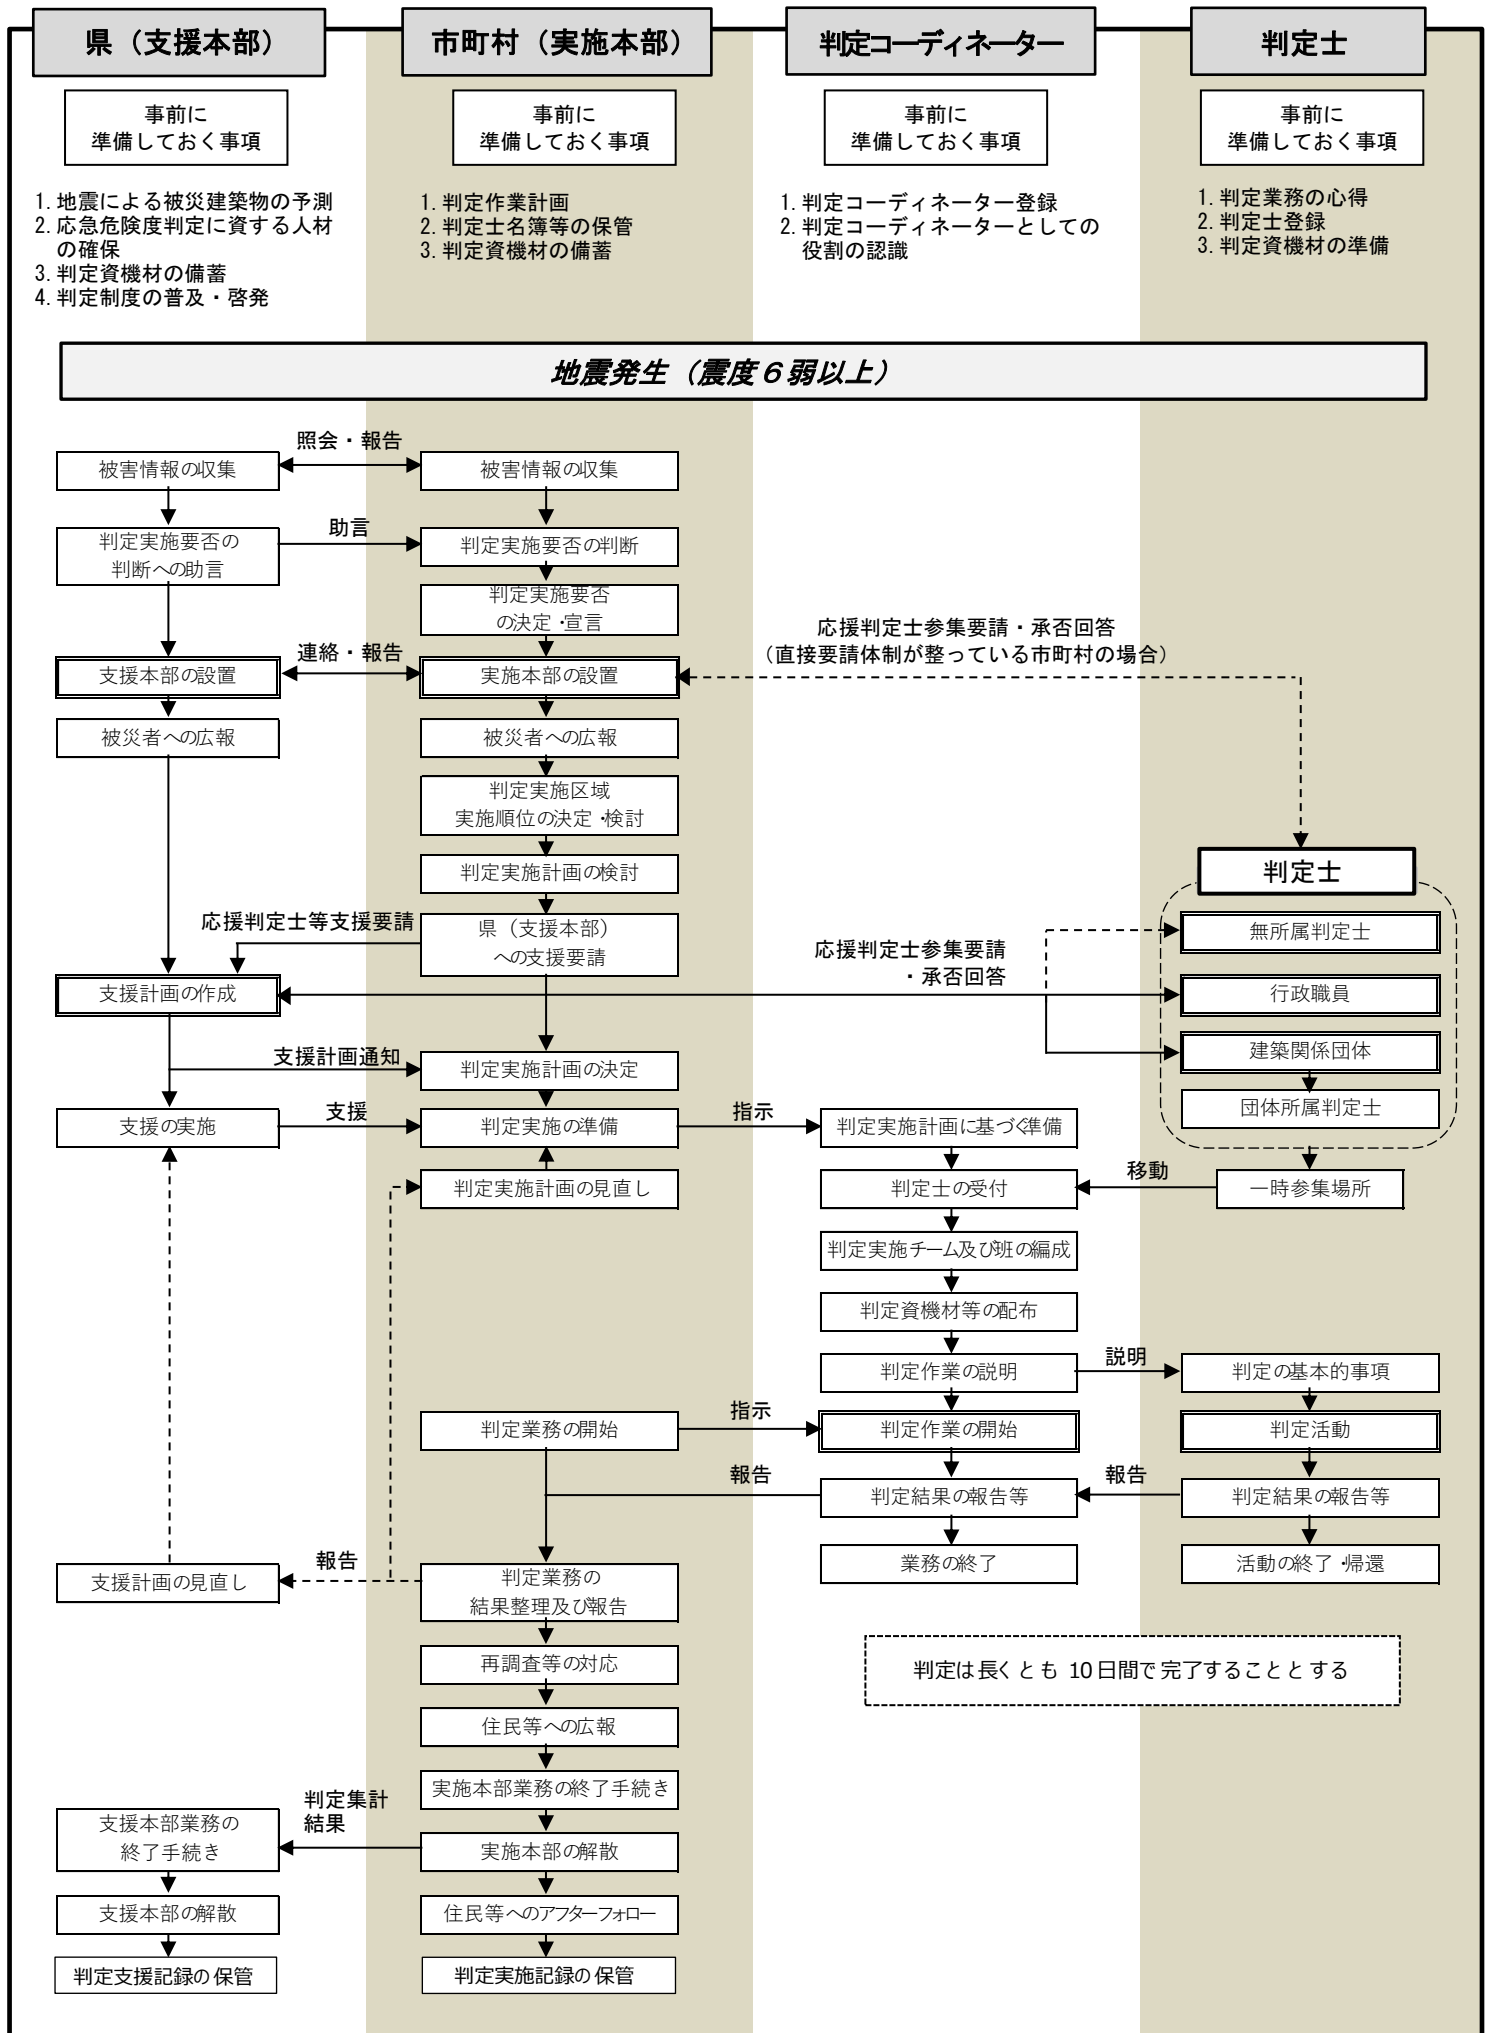 県（支援本部）
市町村（実施本部）
判定コーディネーター
判定士
事前に
準備しておく事項
事前に
準備しておく事項
事前に
準備しておく事項
事前に
準備しておく事項
1. 地震による被災建築物の予測
2. 応急危険度判定に資する人材
の確保
3. 判定資機材の備蓄
4. 判定制度の普及・啓発
1. 判定作業計画
2. 判定士名簿等の保管
3. 判定資機材の備蓄
1. 判定コーディネーター登録
2. 判定コーディネーターとしての
役割の認識
1. 判定業務の心得
2. 判定士登録
3. 判定資機材の準備
地震発生（震度６弱以上）
被害情報の収集
照会・報告
被害情報の収集
判定実施要否の
判断への助言
助言
判定実施要否の判断
判定実施要否
の決定・宣言
応援判定士参集要請・承否回答
（直接要請体制が整っている市町村の場合）
支援本部の設置
連絡・報告
実施本部の設置
被災者への広報
被災者への広報
判定実施区域
実施順位の決定・検討
判定実施計画の検討
判定士
応援判定士等支援要請
県（支援本部）
への支援要請
応援判定士参集要請
・承否回答
無所属判定士
支援計画の作成
行政職員
支援計画通知
判定実施計画の決定
建築関係団体
団体所属判定士
支援の実施
支援
判定実施の準備
指示
判定実施計画に基づく準備
判定実施計画の見直し
判定士の受付
移動
一時参集場所
判定実施チーム及び班の編成
判定資機材等の配布
判定作業の説明
説明
判定の基本的事項
判定業務の開始
指示
判定作業の開始
判定活動
報告
判定結果の報告等
報告
判定結果の報告等
支援計画の見直し
報告
判定業務の
結果整理及び報告
業務の終了
活動の終了・帰還
再調査等の対応
判定は長くとも 10日間で完了することとする
住民等への広報
実施本部業務の終了手続き
支援本部業務の
終了手続き
判定集計
結果
実施本部の解散
支援本部の解散
住民等へのアフターフォロー
判定支援記録の保管
判定実施記録の保管